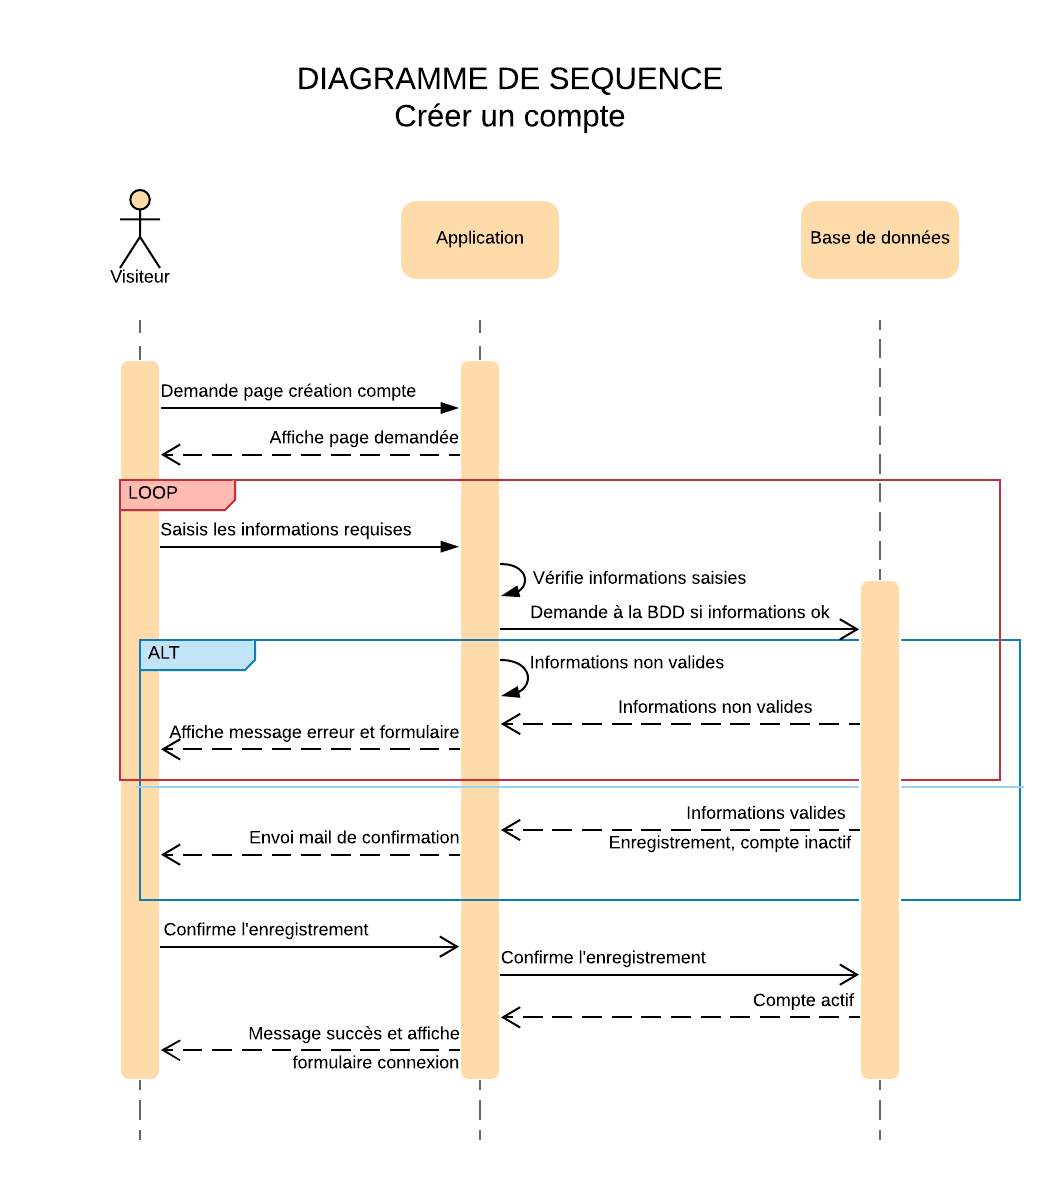 DIAGRAMME DE SEQUENCE
Créer un compte
Visiteur
Application
Base de données
Demande page création compte
Affiche page demandée
LOOP
Saisis les informations requises
Vérifie informations saisies
Demande à la BDD si informations ok
ALT
Informations non valides
Informations non valides
Affiche message erreur et formulaire
Informations valides
Envoi mail de confirmation
Enregistrement, compte inactif
Confirme l'enregistrement
Confirme l'enregistrement
Compte actif
Message succès et affiche
formulaire connexion